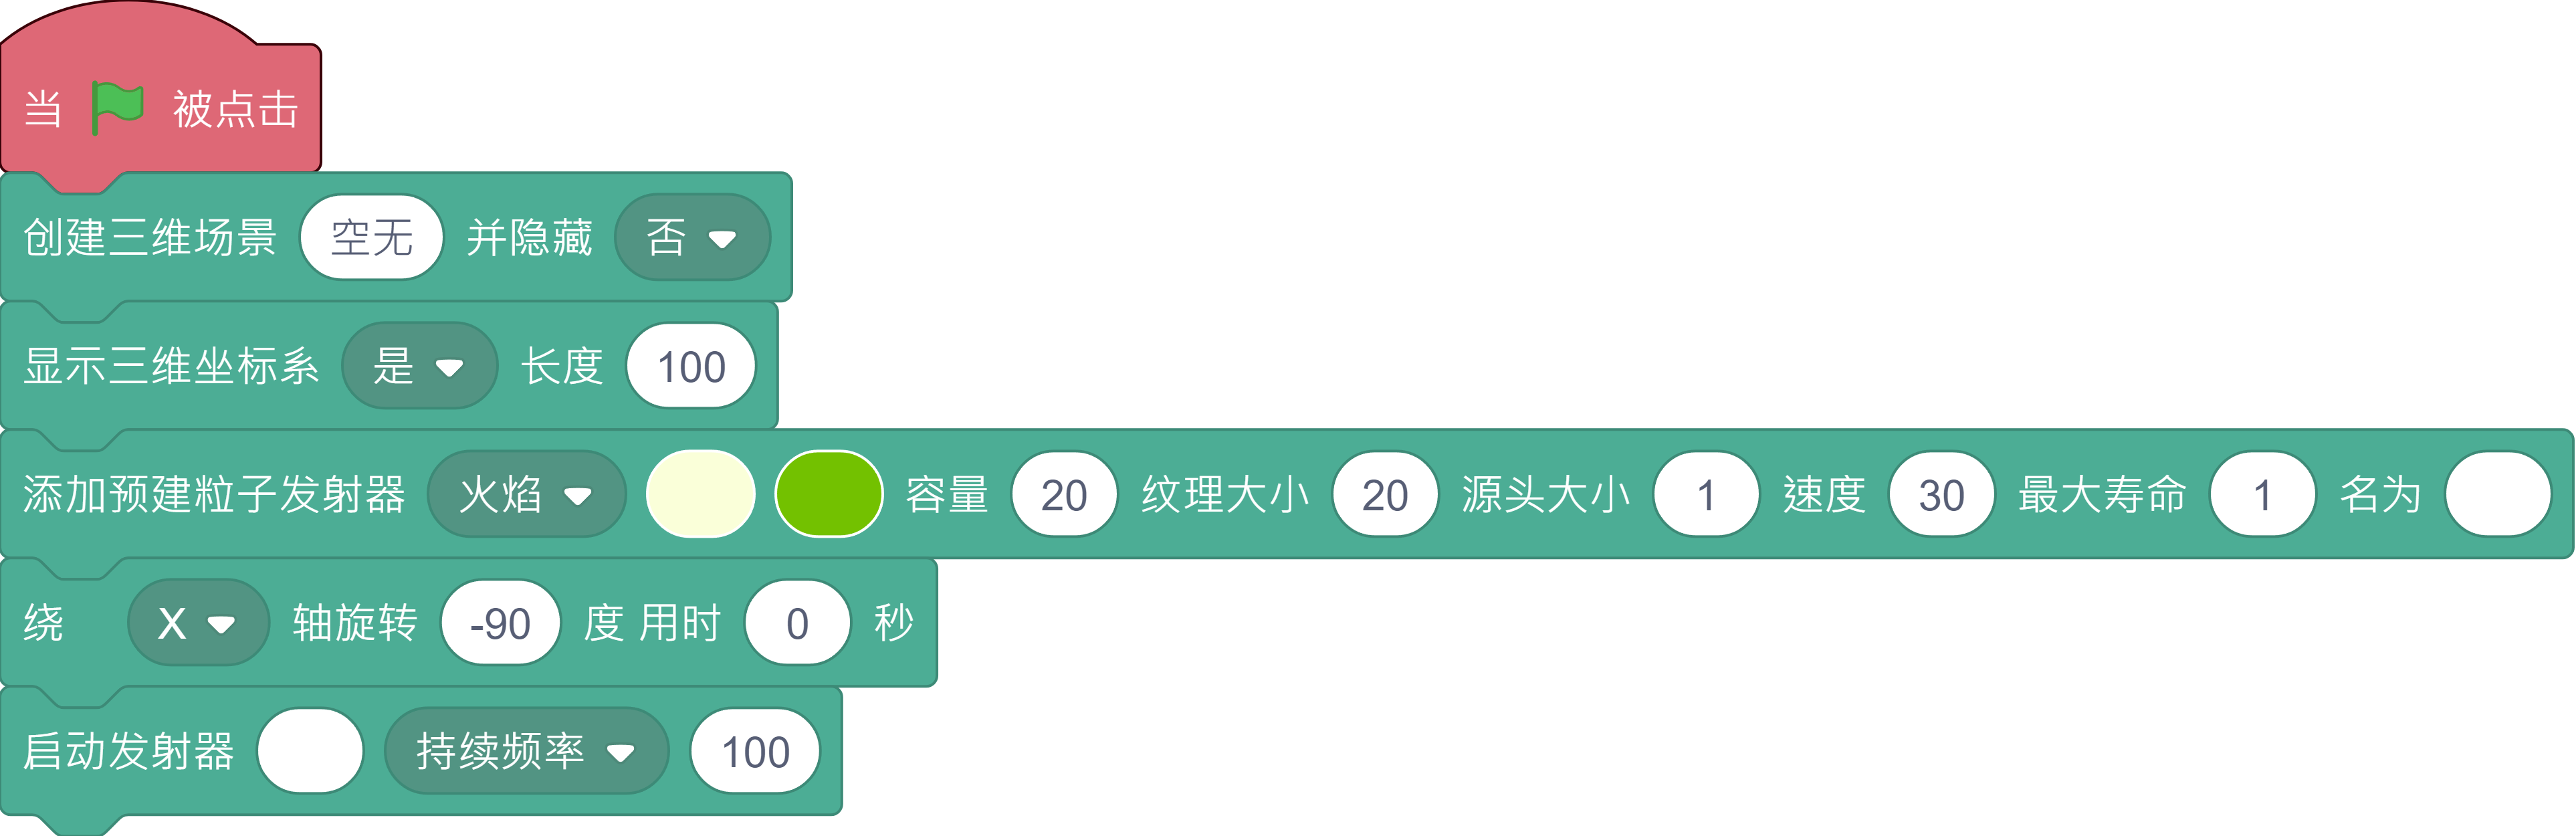 当 被点击
创建三维场景 空无 并隐藏 否
显示三维坐标系 是 长度 100
添加预建粒子发射器 火焰 容量 20 纹理大小 20 源头大小 1 速度 30 最大寿命 1 名为
绕 X 轴旋转 -90 度 用时 0 秒
启动发射器 持续频率 100